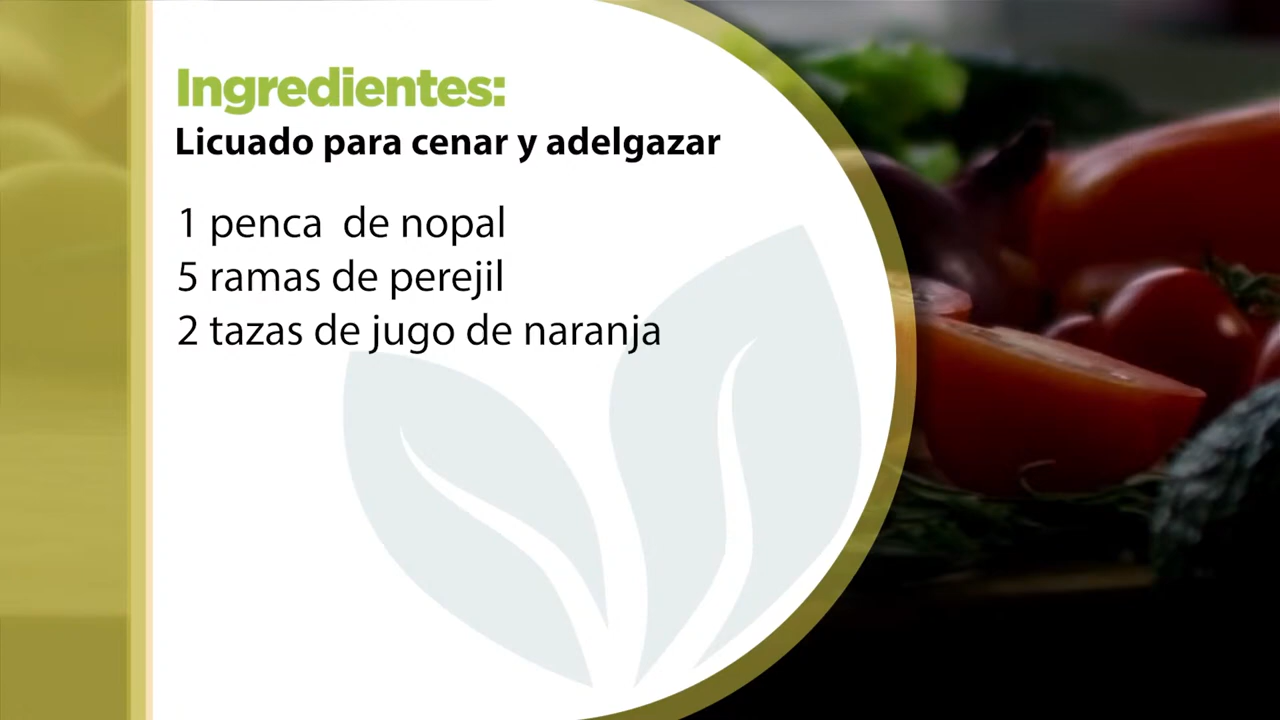 Ingredientes:
Licuado para cenar y adelgazar
1 penca de nopal
5 ramas de perejil
2 tazas de jugo de naranja